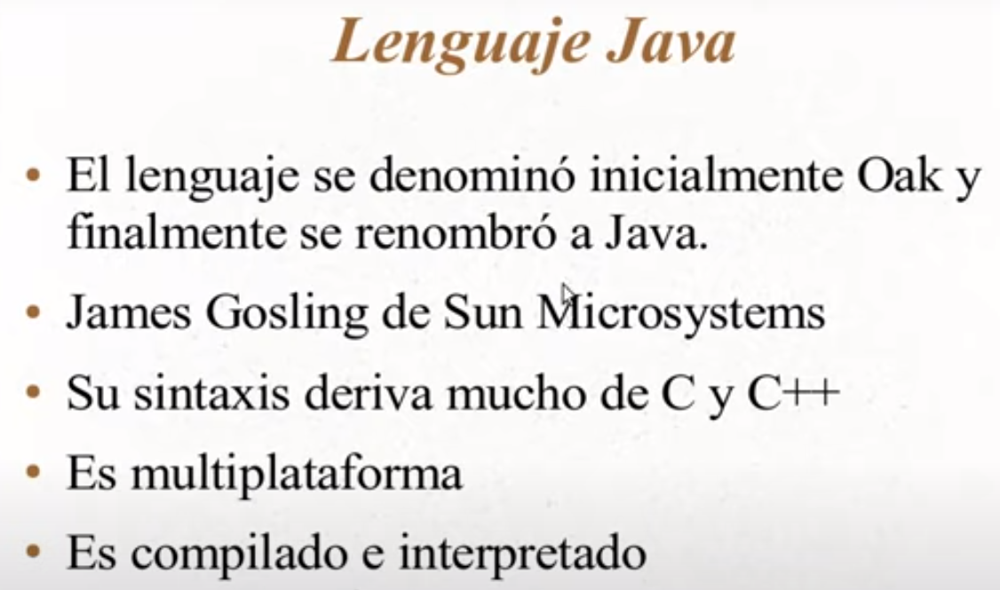 Lenguaje Java
• El lenguaje se denominó inicialmente Oak y
finalmente se renombró a Java.
• James Gosling de Sun Microsystems
• Su sintaxis deriva mucho de C y C++
• Es multiplataforma
• Es compilado e interpretado